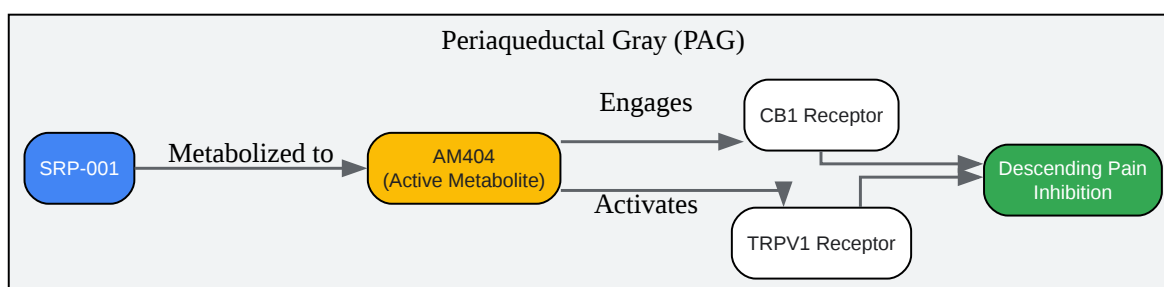 Periaqueductal Gray (PAG)
SRP-001
Metabolized to
AM404
(Active Metabolite)
Engages
CB1 Receptor
Activates
TRPV1 Receptor
Descending Pain
Inhibition